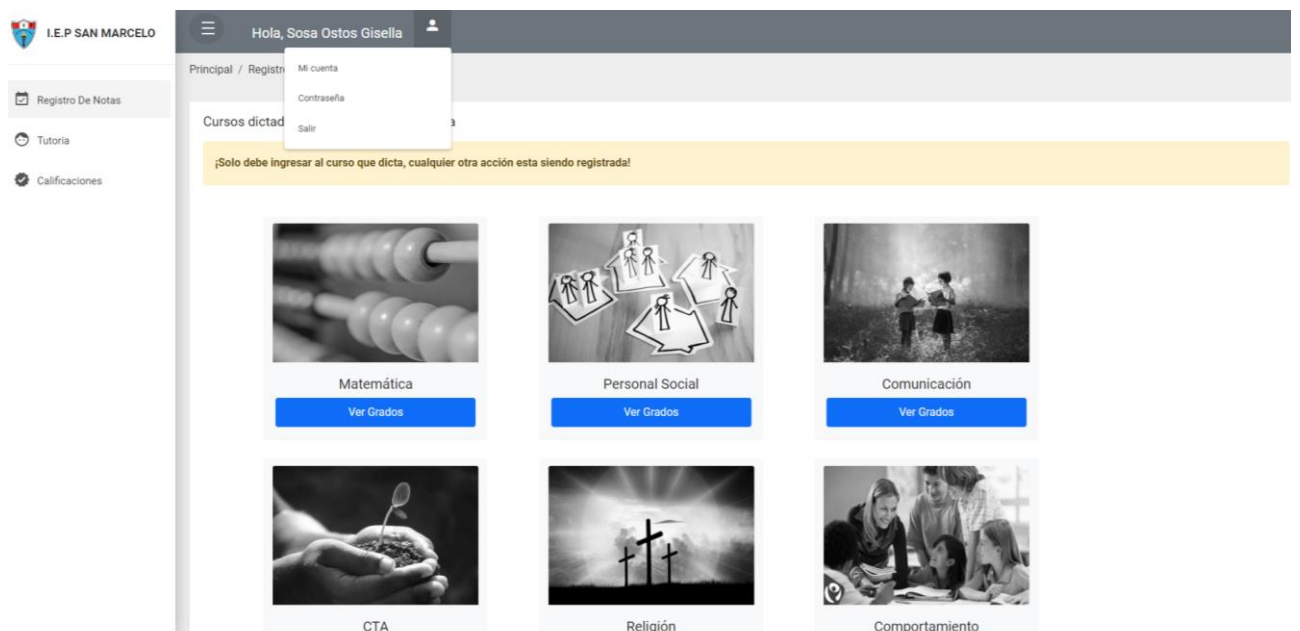 I.E.P SAN MARCELO
Hola, Sosa Ostos Gisella
Mi cuenta
Contraseña
Salir
Principal / Registr
Registro De Notas
Tutoria
Calificaciones
Cursos dictad a
¡Solo debe ingresar al curso que dicta, cualquier otra acción esta siendo registrada!
Matemática
Personal Social
Comunicación
Ver Grados
Ver Grados
Ver Grados
CTA
Religión
Comportamiento